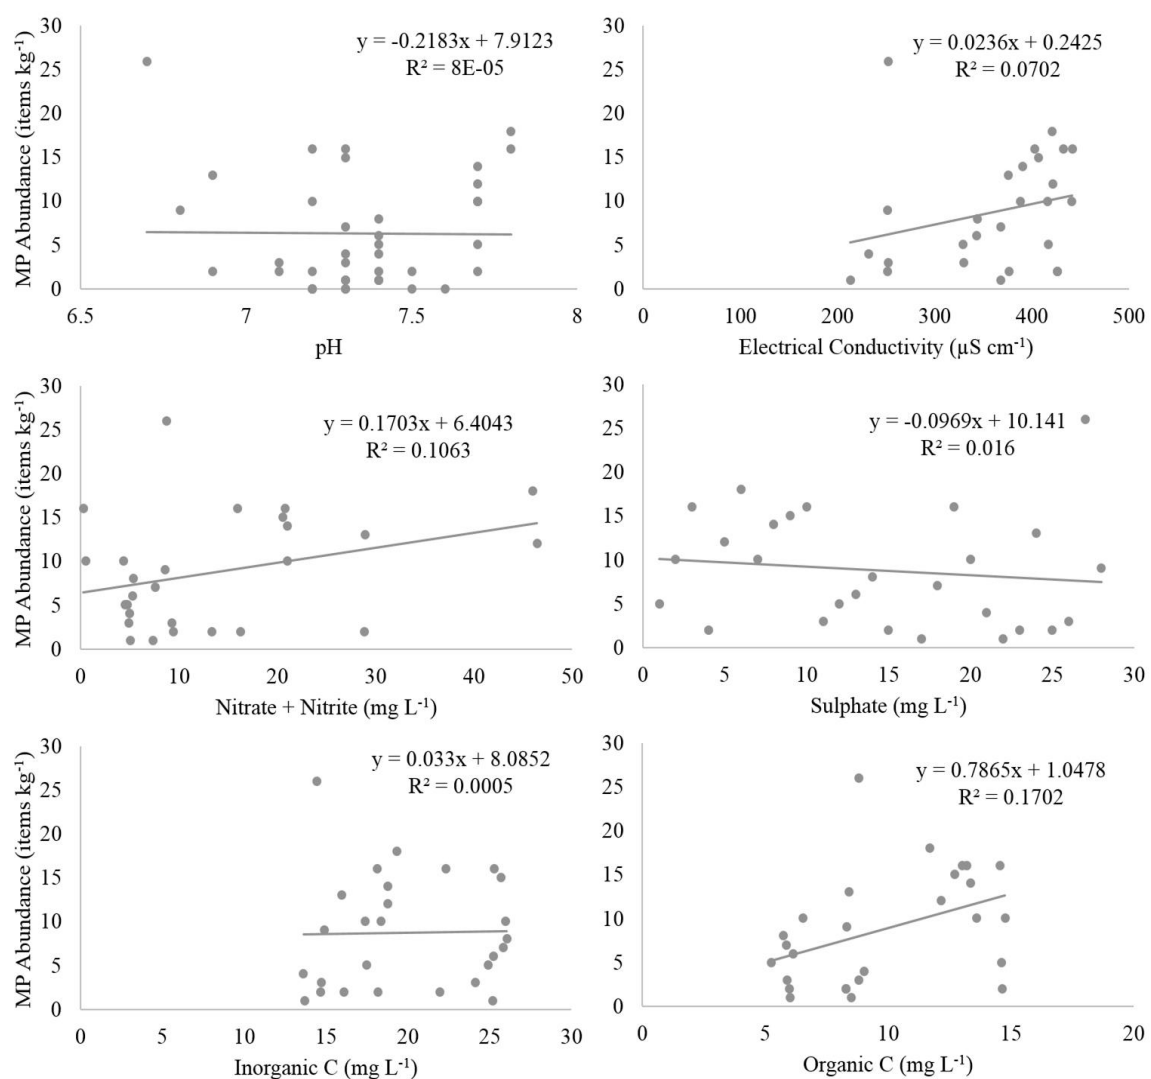 y = -0.2183x + 7.9123
R² = 8E-05
MP Abundance (items kg⁻¹)
30
25
20
15
10
5
0
6.5 7 7.5 8
pH
y = 0.0236x + 0.2425
R² = 0.0702
30
25
20
15
10
5
0
0 100 200 300 400 500
Electrical Conductivity (µS cm⁻¹)
y = 0.1703x + 6.4043
R² = 0.1063
MP Abundance (items kg⁻¹)
30
25
20
15
10
5
0
0 10 20 30 40 50
Nitrate + Nitrite (mg L⁻¹)
y = -0.0969x + 10.141
R² = 0.016
30
25
20
15
10
5
0
0 5 10 15 20 25 30
Sulphate (mg L⁻¹)
y = 0.033x + 8.0852
R² = 0.0005
MP Abundance (items kg⁻¹)
30
25
20
15
10
5
0
0 5 10 15 20 25 30
Inorganic C (mg L⁻¹)
y = 0.7865x + 1.0478
R² = 0.1702
30
25
20
15
10
5
0
0 5 10 15 20
Organic C (mg L⁻¹)